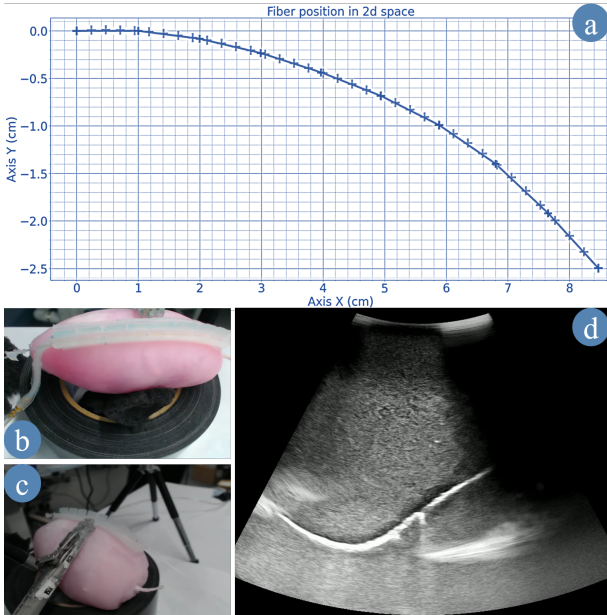 Fiber position in 2d space
a
0.0
−0.5
−1.0
−1.5
−2.0
−2.5
Axis Y (cm)
0 1 2 3 4 5 6 7 8
Axis X (cm)
b
c
d